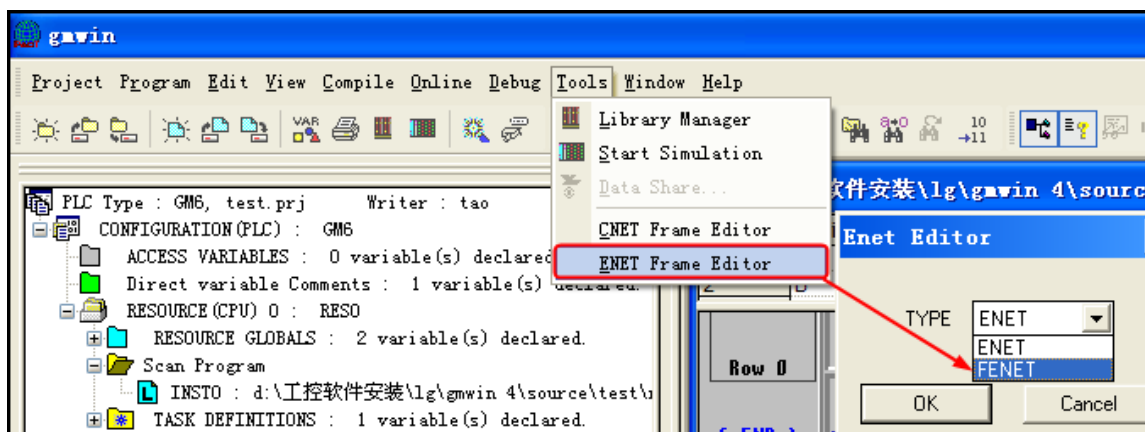 gmwin
Project Program Edit View Compile Online Debug Tools Window Help
VAR
10
11
Library Manager
Start Simulation
Data Share...
CNET Frame Editor
ENET Frame Editor
PLC Type : GM6, test.prj Writer : tao
CONFIGURATION(PLC) : GM6
ACCESS VARIABLES : 0 variable(s) declared
Direct variable Comments : 1 variable(s) declared.
RESOURCE(CPU) 0 : RES0
RESOURCE GLOBALS : 2 variable(s) declared.
Scan Program
INST0 : d:\工控软件安装\lg\gmwin 4\source\test\
TASK DEFINITIONS : 1 variable(s) declared.
软件安装\lg\gmwin 4\sourc
Row 0
Enet Editor
TYPE ENET
ENET
FENET
OK Cancel